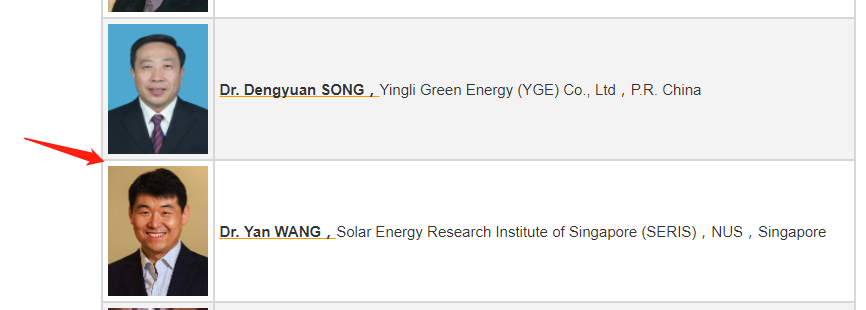 Dr. Dengyuan SONG，Yingli Green Energy (YGE) Co., Ltd，P.R. China
Dr. Yan WANG，Solar Energy Research Institute of Singapore (SERIS)，NUS，Singapore